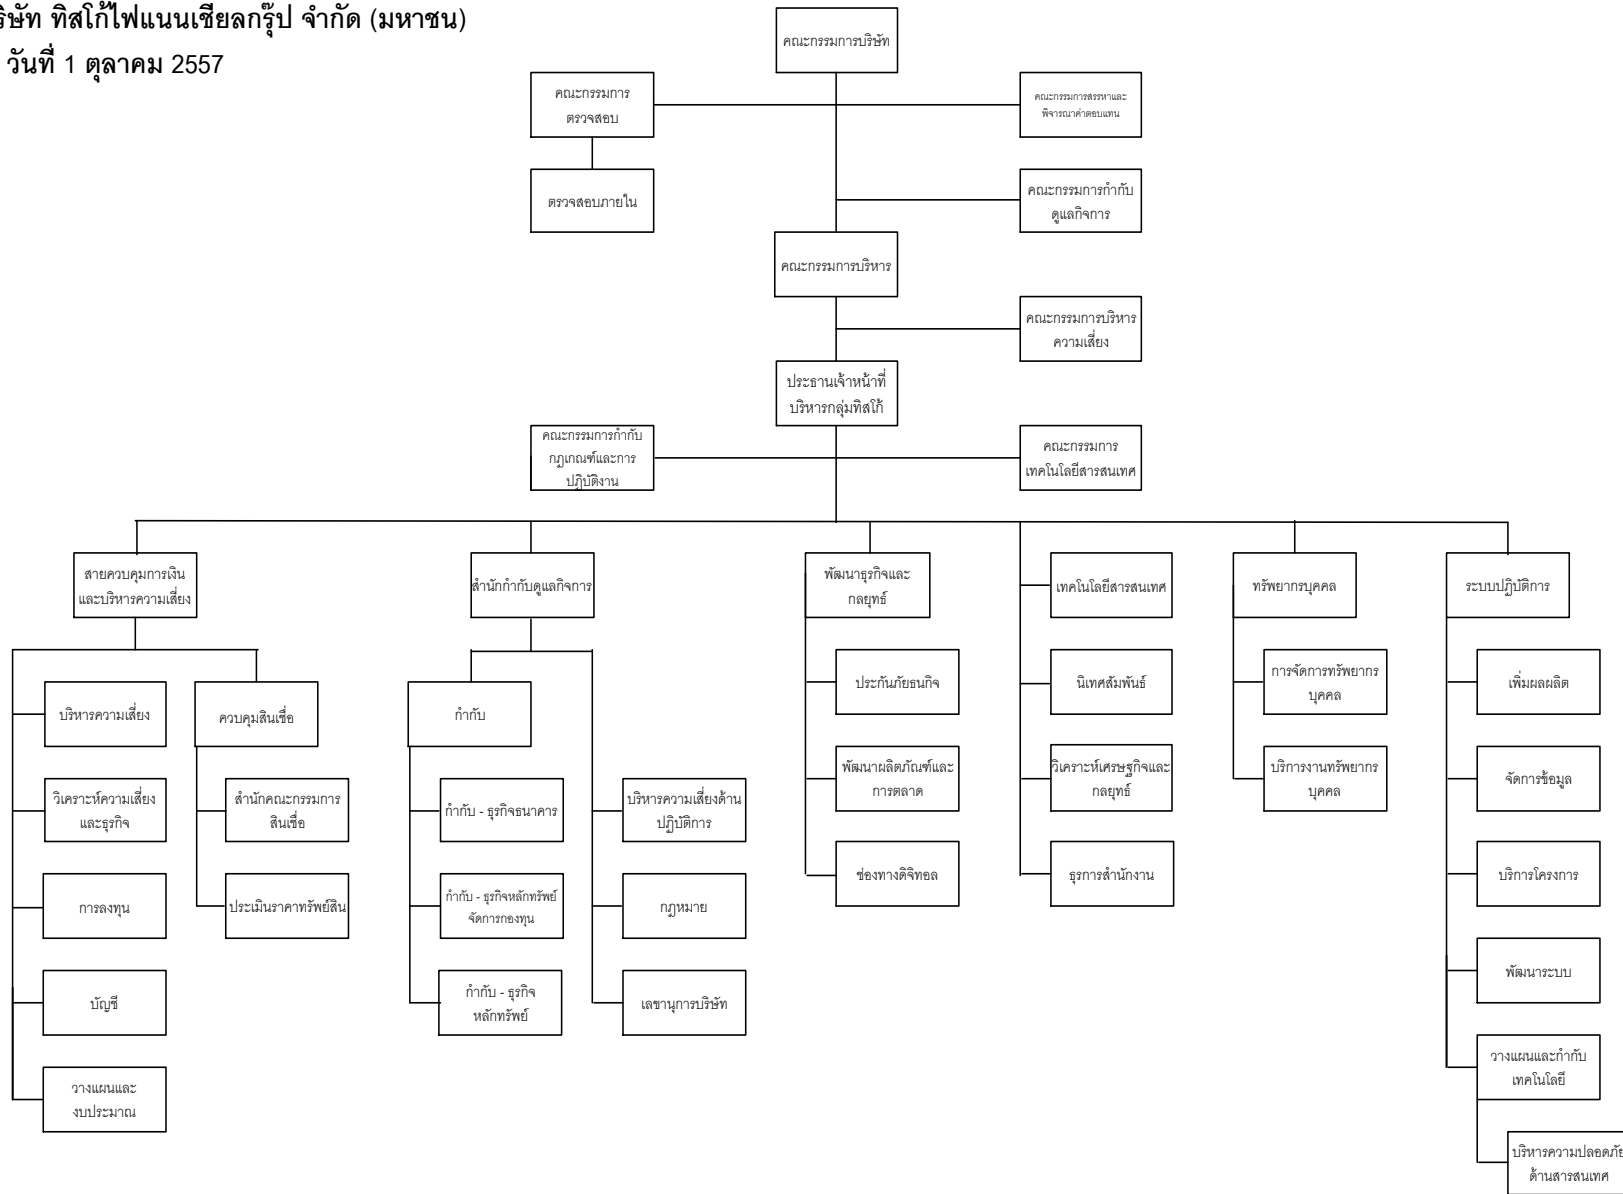 ริษัท ทิสโก้ไฟแนนเชียลกรุ๊ป จำกัด (มหาชน)
วันที่ 1 ตุลาคม 2557
คณะกรรมการบริษัท
คณะกรรมการ
ตรวจสอบ
คณะกรรมการสรรหาและ
พิจารณาค่าตอบแทน
ตรวจสอบภายใน
คณะกรรมการกำกับ
ดูแลกิจการ
คณะกรรมการบริหาร
คณะกรรมการบริหาร
ความเสี่ยง
ประธานเจ้าหน้าที่
บริหารกลุ่มทิสโก้
คณะกรรมการกำกับ
กฎเกณฑ์และการ
ปฏิบัติงาน
คณะกรรมการ
เทคโนโลยีสารสนเทศ
สายควบคุมการเงิน
และบริหารความเสี่ยง
สำนักกำกับดูแลกิจการ
พัฒนาธุรกิจและ
กลยุทธ์
เทคโนโลยีสารสนเทศ
ทรัพยากรบุคคล
ระบบปฏิบัติการ
บริหารความเสี่ยง
ควบคุมสินเชื่อ
กำกับ
ประกันภัยธนกิจ
นิเทศสัมพันธ์
การจัดการทรัพยากร
บุคคล
เพิ่มผลผลิต
วิเคราะห์ความเสี่ยง
และธุรกิจ
สำนักคณะกรรมการ
สินเชื่อ
กำกับ - ธุรกิจธนาคาร
บริหารความเสี่ยงด้าน
ปฏิบัติการ
พัฒนาผลิตภัณฑ์และ
การตลาด
วิเคราะห์เศรษฐกิจและ
กลยุทธ์
บริการงานทรัพยากร
บุคคล
จัดการข้อมูล
การลงทุน
ประเมินราคาทรัพย์สิน
กำกับ - ธุรกิจหลักทรัพย์
จัดการกองทุน
กฎหมาย
ช่องทางดิจิทอล
ธุรการสำนักงาน
บริการโครงการ
บัญชี
กำกับ - ธุรกิจ
หลักทรัพย์
เลขานุการบริษัท
พัฒนาระบบ
วางแผนและ
งบประมาณ
วางแผนและกำกับ
เทคโนโลยี
บริหารความปลอดภัย
ด้านสารสนเทศ